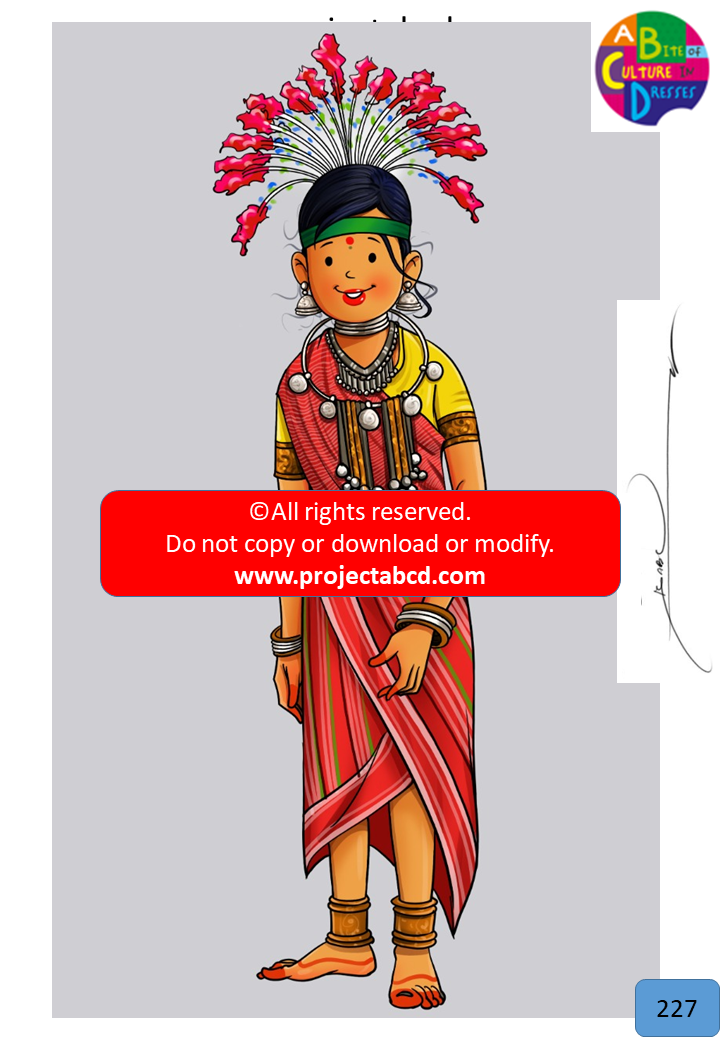 A BITE OF
CULTURE IN
DRESSES
©All rights reserved.
Do not copy or download or modify.
www.projectabcd.com
227